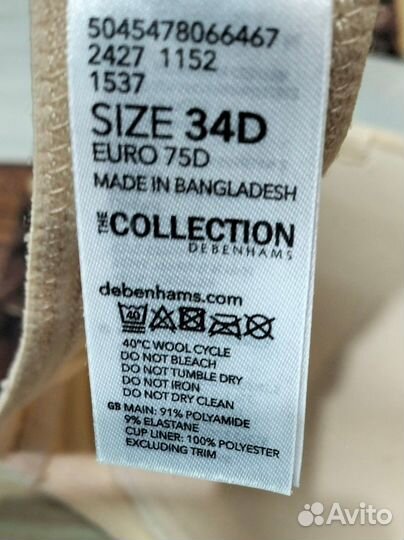 5045478066467
2427 1152
1537
SIZE 34D
EURO 75D
MADE IN BANGLADESH
THE COLLECTION
DEBENHAMS
debenhams.com
40
40°C WOOL CYCLE
DO NOT BLEACH
DO NOT TUMBLE DRY
DO NOT IRON
DO NOT DRY CLEAN
GB MAIN: 91% POLYAMIDE
9% ELASTANE
CUP LINER: 100% POLYESTER
EXCLUDING TRIM
Avito